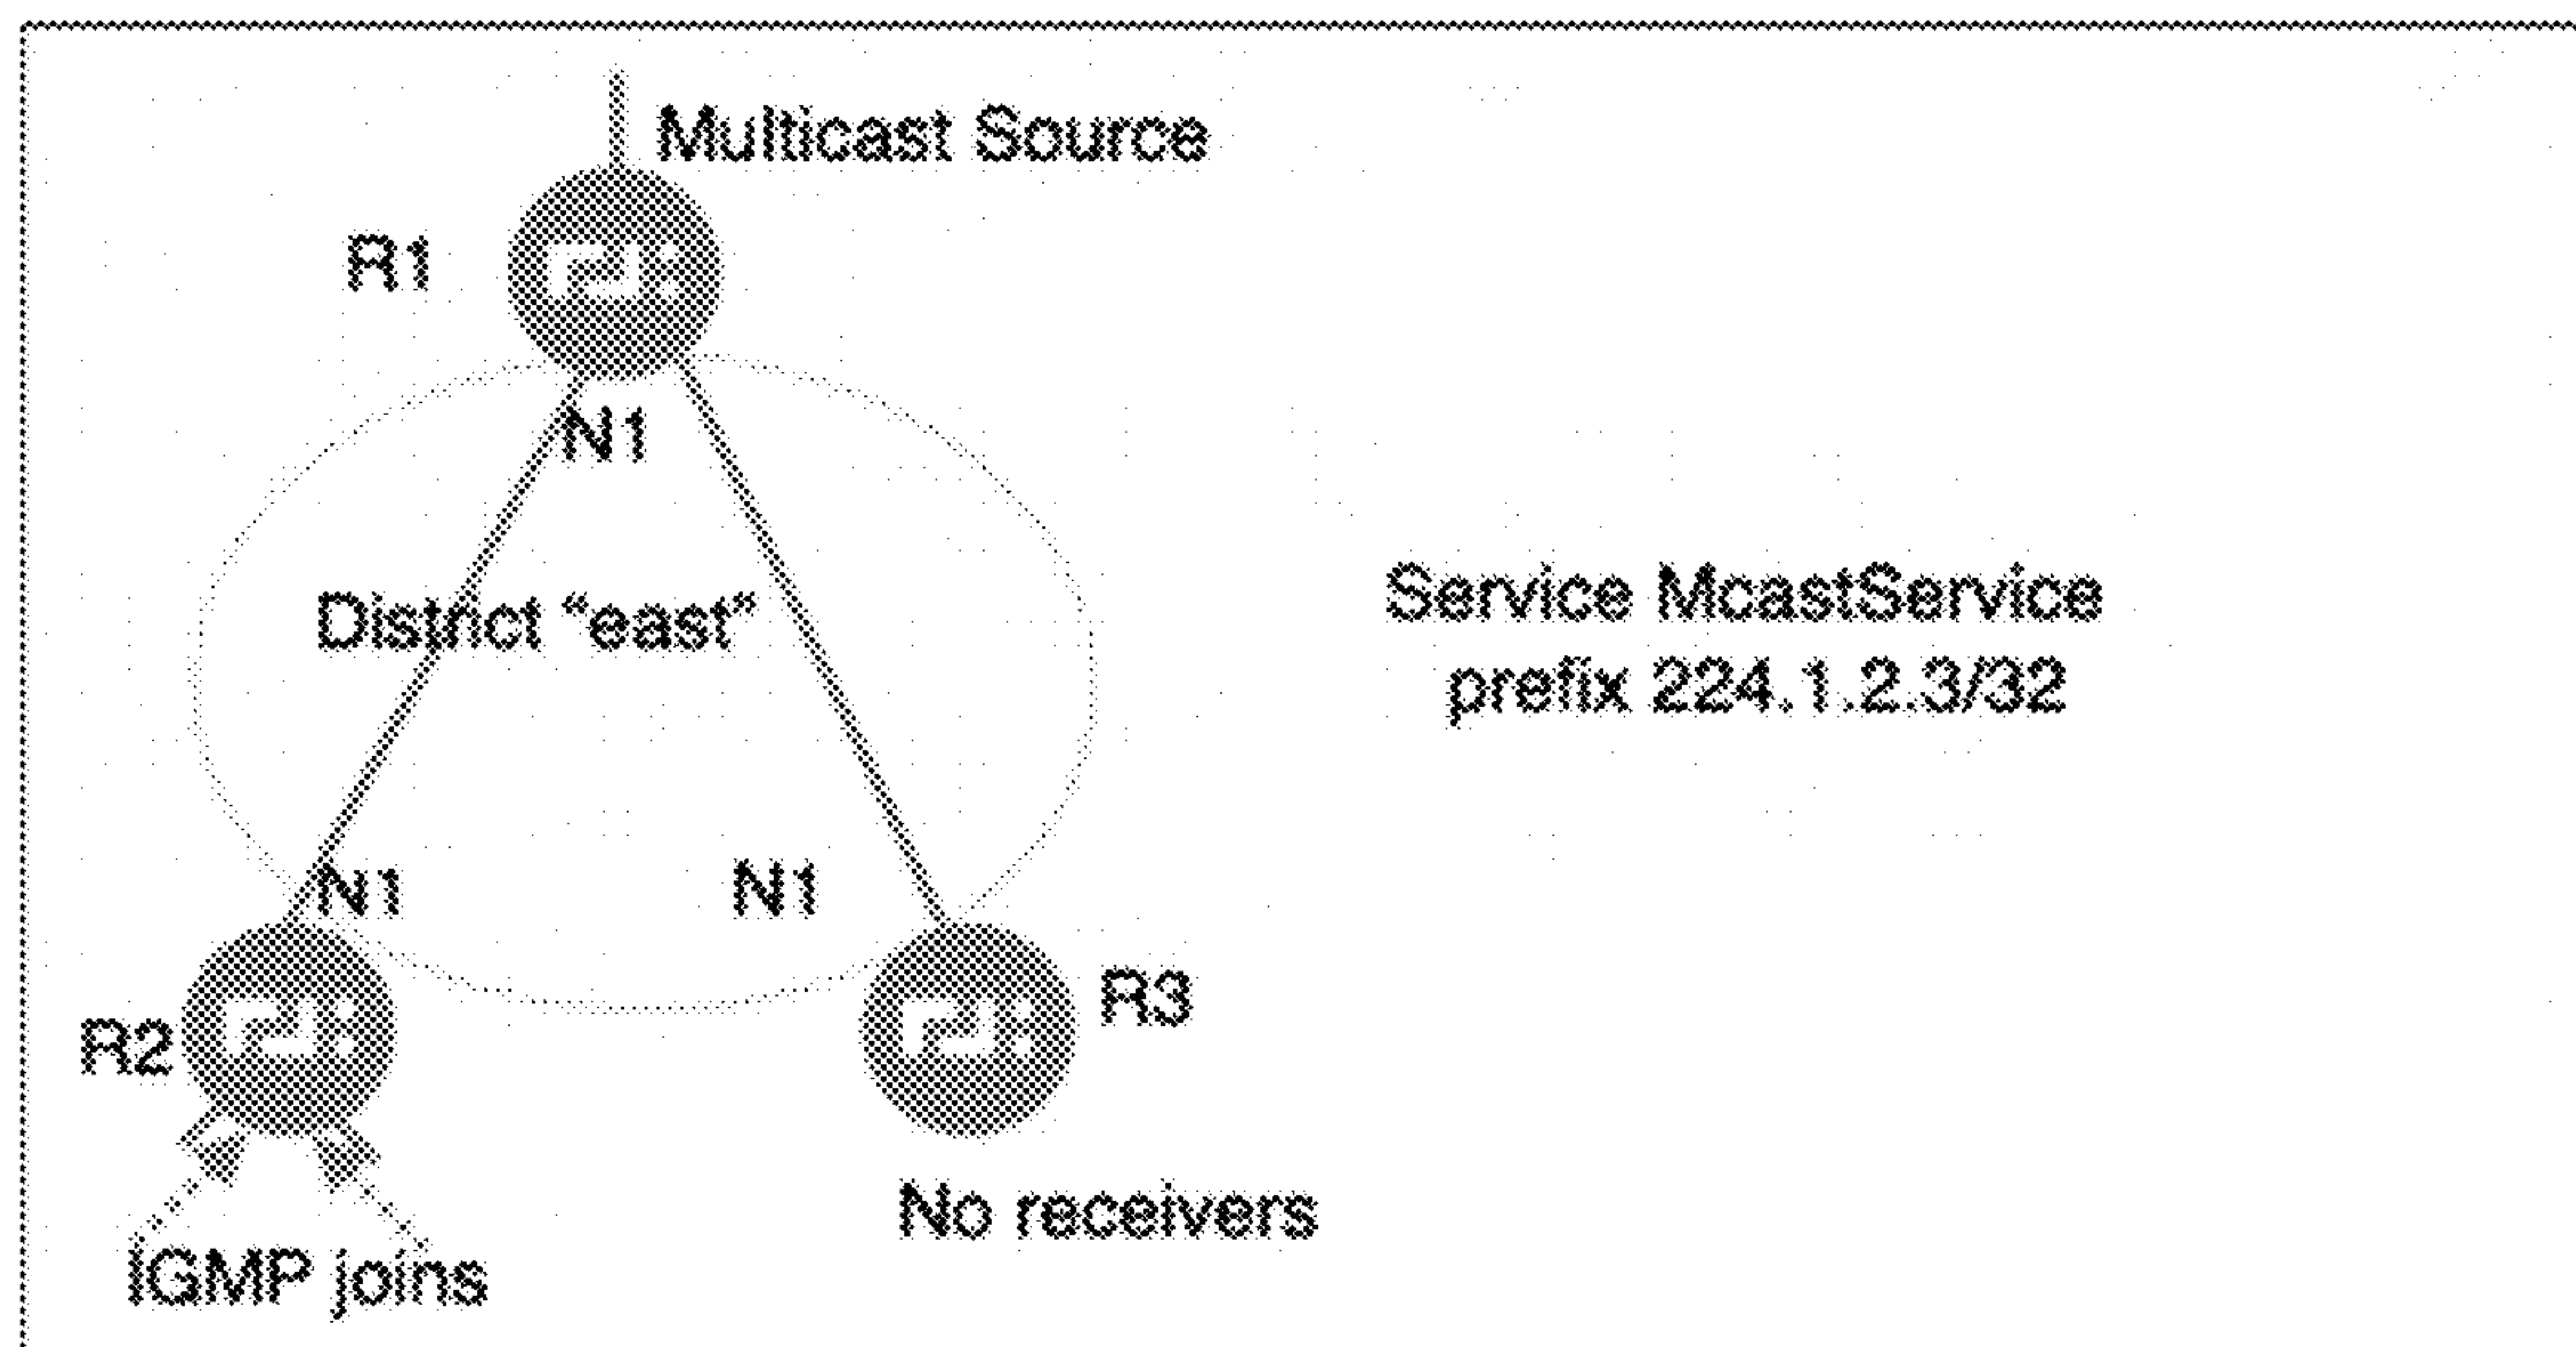 Multicast Source
R1
N1
District “east”
Service McastService
prefix 224.1.2.3/32
N1
N1
R2
R3
No receivers
IGMP joins